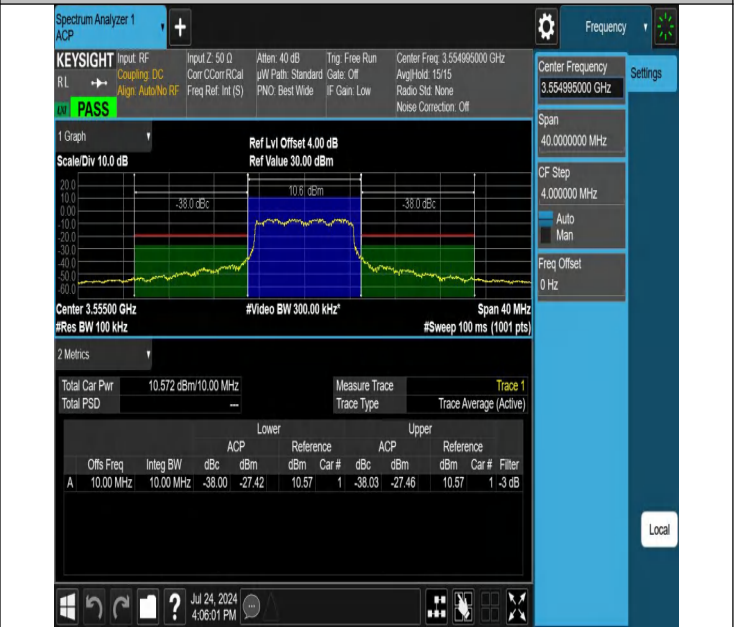 Spectrum Analyzer 1
ACP
+
Frequency
KEYSIGHT Input: RF Input Z: 50 Ω Atten: 40 dB Trig: Free Run Center Freq: 3.554995000 GHz
RL Coupling: DC Corr CCorr RCal µW Path: Standard Gate: Off Avg|Hold: 15/15
Align: Auto/No RF Freq Ref: Int (S) PNO: Best Wide IF Gain: Low Radio Std: None
PASS Noise Correction: Off
Center Frequency
3.554995000 GHz
Settings
Span
40.0000000 MHz
CF Step
4.000000 MHz
Auto
Man
Freq Offset
0 Hz
1 Graph
Ref Lvl Offset 4.00 dB
Scale/Div 10.0 dB Ref Value 30.00 dBm
20.0
10.0
0.00
-10.0
-20.0
-30.0
-40.0
-50.0
-60.0
-38.0 dBc 10.6 dBm -38.0 dBc
Center 3.55500 GHz #Video BW 300.00 kHz* Span 40 MHz
#Res BW 100 kHz #Sweep 100 ms (1001 pts)
2 Metrics
Total Car Pwr 10.572 dBm/10.00 MHz Measure Trace Trace 1
Total PSD --- Trace Type Trace Average (Active)
Lower Upper
ACP Reference ACP Reference
Offs Freq Integ BW dBc dBm dBm Car # dBc dBm dBm Car # Filter
A 10.00 MHz 10.00 MHz -38.00 -27.42 10.57 1 -38.03 -27.46 10.57 1 -3 dB
Local
?
Jul 24, 2024
4:06:01 PM